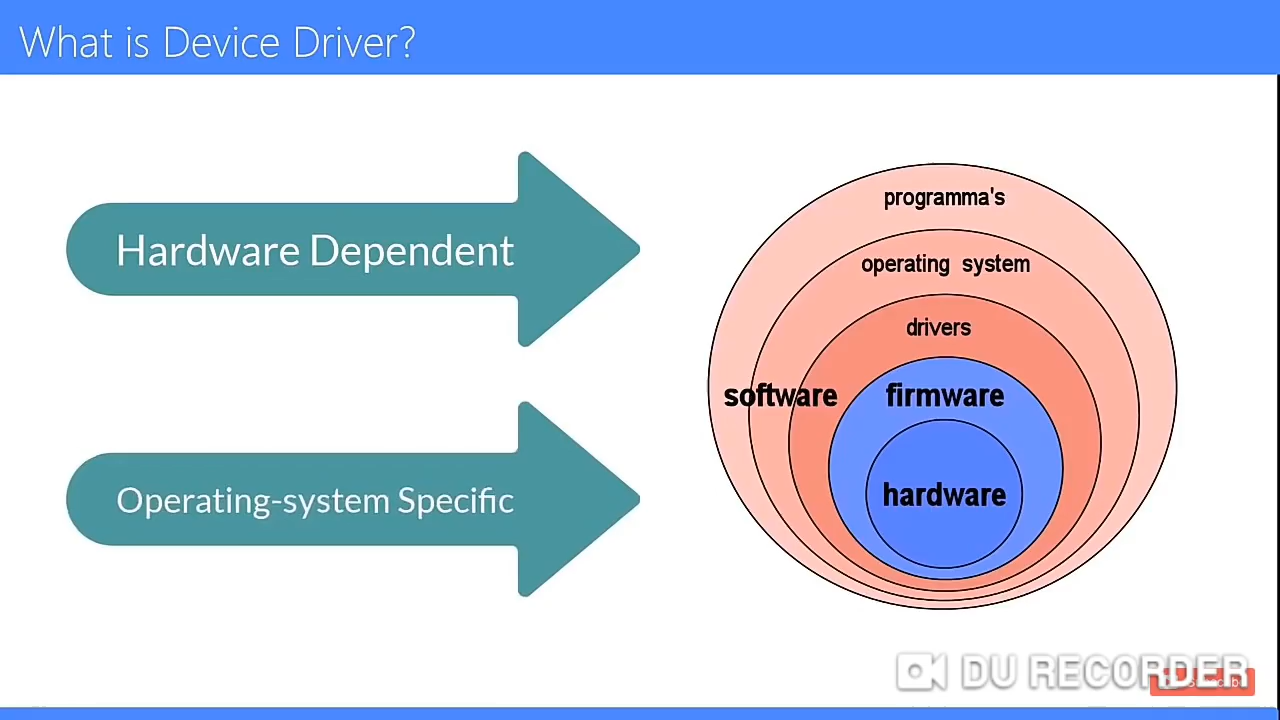 What is Device Driver?
Hardware Dependent
Operating-system Specific
programma's
operating system
drivers
software
firmware
hardware
DU RECORDER